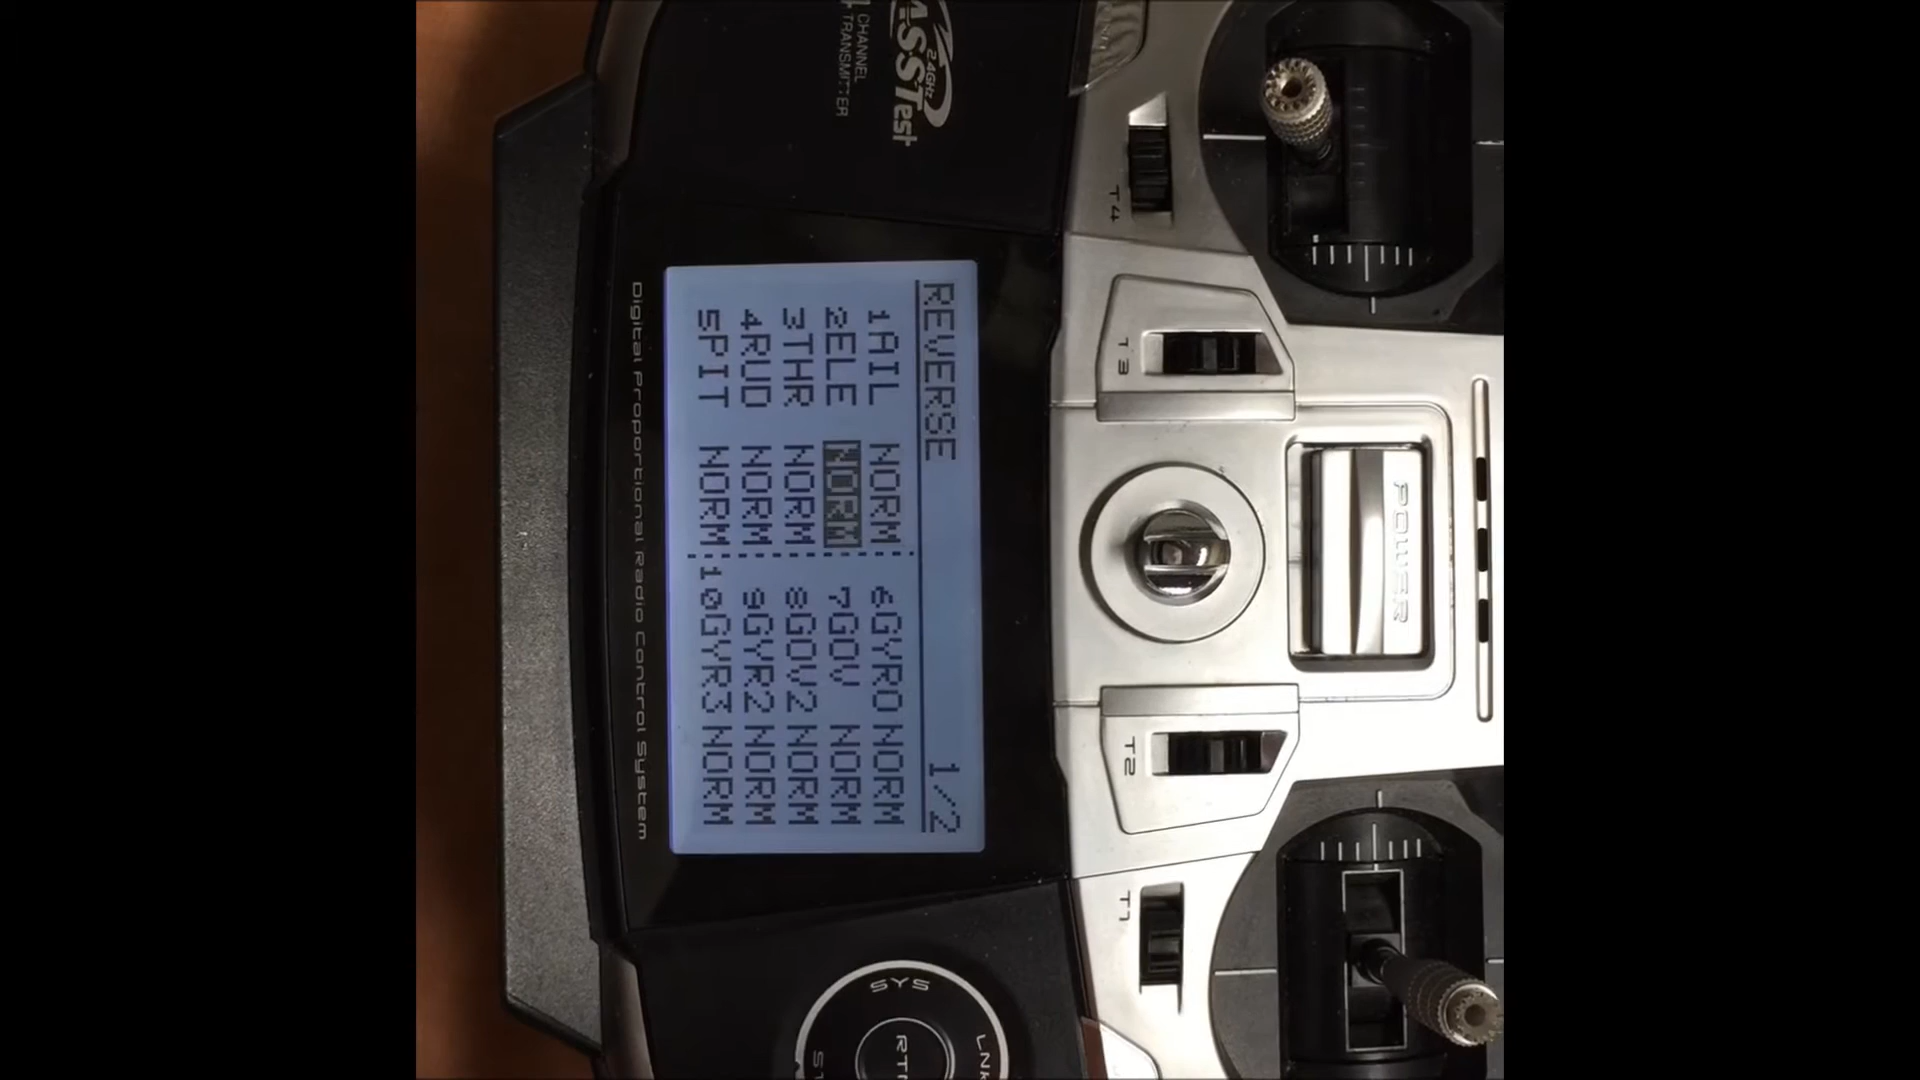 FASSTest
2.4GHz
CHANNEL
TRANSMITTER
REVERSE 1/2
1AIL NORM 6GYRO NORM
2ELE NORM 7GOV NORM
3THR NORM 8GOV2 NORM
4RUD NORM 9GYR2 NORM
5PIT NORM 10GYR3 NORM
Digital Proportional Radio Control System
T4
T3
T2
T1
POWER
SYS
LNK
RTN